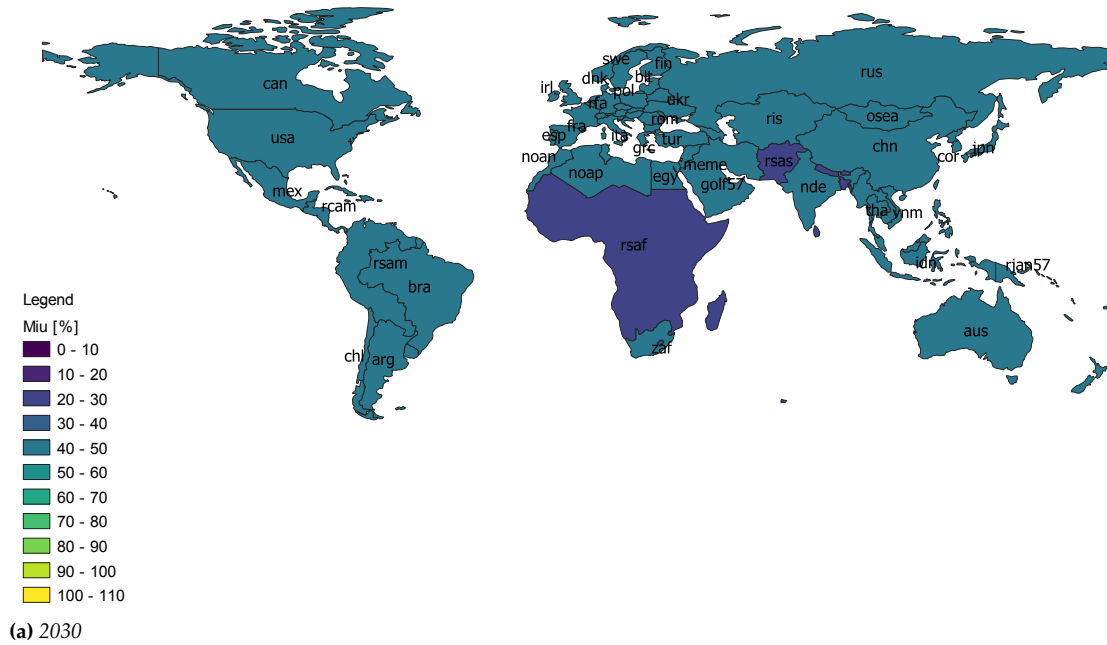 can
usa
mex
rcam
rsam
bra
chl
arg
irl
dnk
swe
fin
blt
pol
rfa
ukr
fra
rom
esp
ita
grc
tur
noan
noap
egy
meme
golf57
rsaf
zaf
rus
ris
osea
chn
cor
jpn
rsas
nde
tha
vnm
idn
rjan57
aus
Legend
Miu [%]
0 - 10
10 - 20
20 - 30
30 - 40
40 - 50
50 - 60
60 - 70
70 - 80
80 - 90
90 - 100
100 - 110
(a) 2030